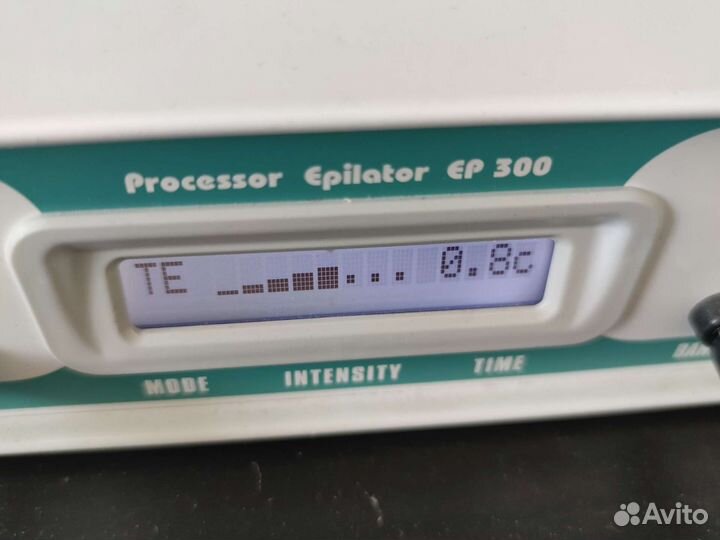 Processor Epilator EP 300
TE 0.8c
MODE INTENSITY TIME
Avito